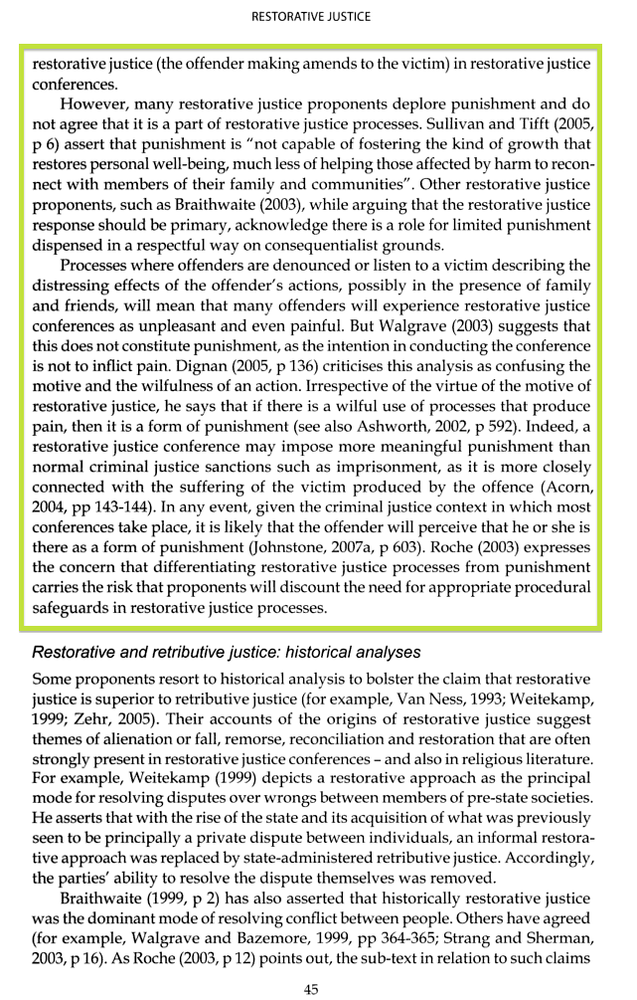 RESTORATIVE JUSTICE
restorative justice (the offender making amends to the victim) in restorative justice
conferences.
However, many restorative justice proponents deplore punishment and do
not agree that it is a part of restorative justice processes. Sullivan and Tifft (2005,
p 6) assert that punishment is "not capable of fostering the kind of growth that
restores personal well-being, much less of helping those affected by harm to recon-
nect with members of their family and communities". Other restorative justice
proponents, such as Braithwaite (2003), while arguing that the restorative justice
response should be primary, acknowledge there is a role for limited punishment
dispensed in a respectful way on consequentialist grounds.
Processes where offenders are denounced or listen to a victim describing the
distressing effects of the offender's actions, possibly in the presence of family
and friends, will mean that many offenders will experience restorative justice
conferences as unpleasant and even painful. But Walgrave (2003) suggests that
this does not constitute punishment, as the intention in conducting the conference
is not to inflict pain. Dignan (2005, p 136) criticises this analysis as confusing the
motive and the wilfulness of an action. Irrespective of the virtue of the motive of
restorative justice, he says that if there is a wilful use of processes that produce
pain, then it is a form of punishment (see also Ashworth, 2002, p 592). Indeed, a
restorative justice conference may impose more meaningful punishment than
normal criminal justice sanctions such as imprisonment, as it is more closely
connected with the suffering of the victim produced by the offence (Acorn,
2004, pp 143-144). In any event, given the criminal justice context in which most
conferences take place, it is likely that the offender will perceive that he or she is
there as a form of punishment (Johnstone, 2007a, p 603). Roche (2003) expresses
the concern that differentiating restorative justice processes from punishment
carries the risk that proponents will discount the need for appropriate procedural
safeguards in restorative justice processes.
Restorative and retributive justice: historical analyses
Some proponents resort to historical analysis to bolster the claim that restorative
justice is superior to retributive justice (for example, Van Ness, 1993; Weitekamp,
1999; Zehr, 2005). Their accounts of the origins of restorative justice suggest
themes of alienation or fall, remorse, reconciliation and restoration that are often
strongly present in restorative justice conferences – and also in religious literature.
For example, Weitekamp (1999) depicts a restorative approach as the principal
mode for resolving disputes over wrongs between members of pre-state societies.
He asserts that with the rise of the state and its acquisition of what was previously
seen to be principally a private dispute between individuals, an informal restora-
tive approach was replaced by state-administered retributive justice. Accordingly,
the parties' ability to resolve the dispute themselves was removed.
Braithwaite (1999, p 2) has also asserted that historically restorative justice
was the dominant mode of resolving conflict between people. Others have agreed
(for example, Walgrave and Bazemore, 1999, pp 364-365; Strang and Sherman,
2003, p 16). As Roche (2003, p 12) points out, the sub-text in relation to such claims
45